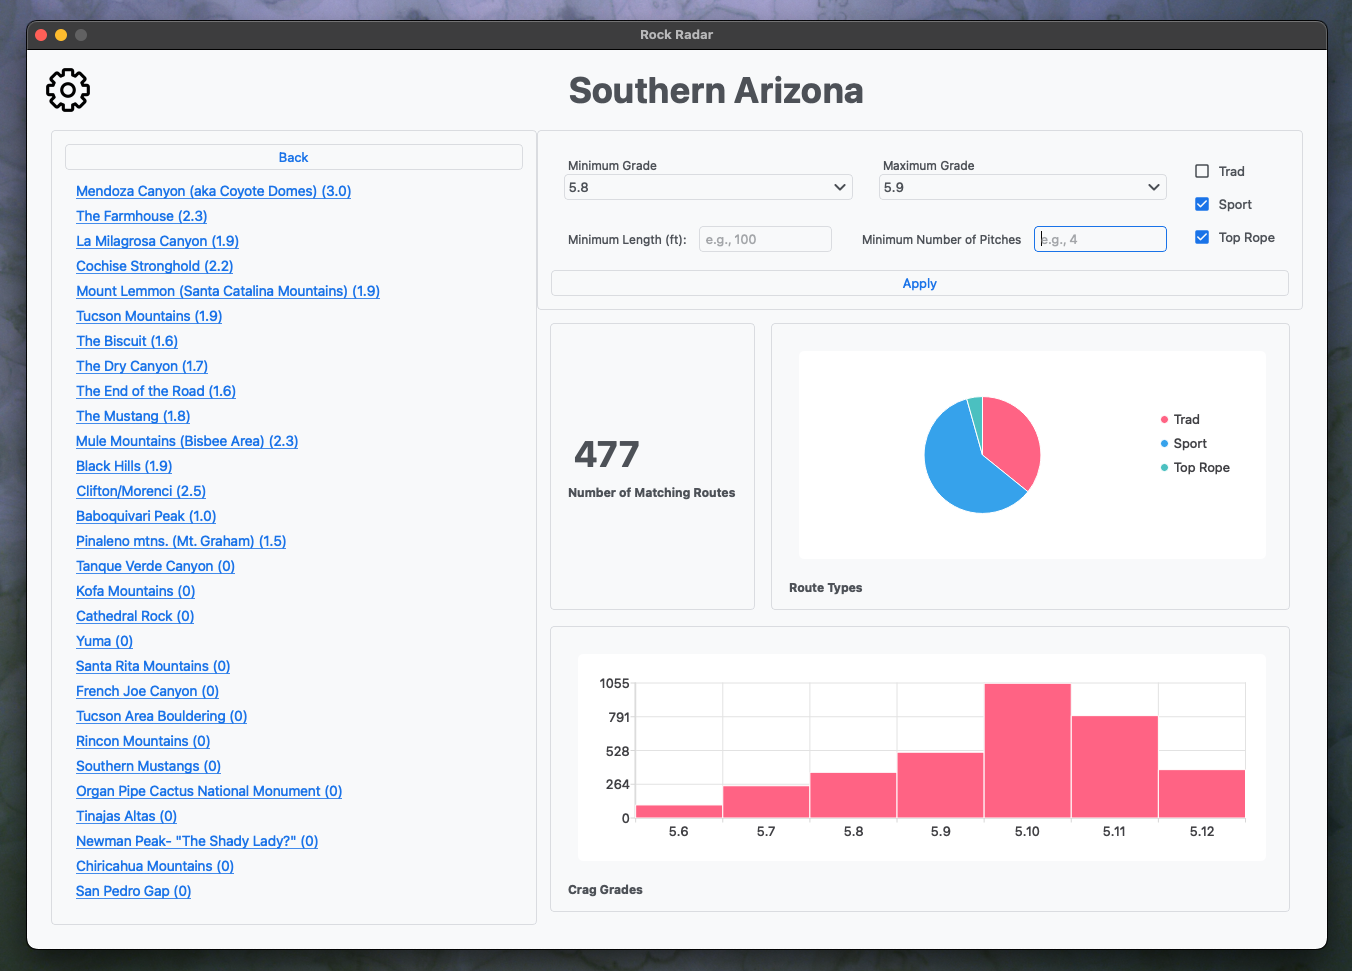 Rock Radar
Southern Arizona
Back
Mendoza Canyon (aka Coyote Domes) (3.0)
The Farmhouse (2.3)
La Milagrosa Canyon (1.9)
Cochise Stronghold (2.2)
Mount Lemmon (Santa Catalina Mountains) (1.9)
Tucson Mountains (1.9)
The Biscuit (1.6)
The Dry Canyon (1.7)
The End of the Road (1.6)
The Mustang (1.8)
Mule Mountains (Bisbee Area) (2.3)
Black Hills (1.9)
Clifton/Morenci (2.5)
Baboquivari Peak (1.0)
Pinaleno mtns. (Mt. Graham) (1.5)
Tanque Verde Canyon (0)
Kofa Mountains (0)
Cathedral Rock (0)
Yuma (0)
Santa Rita Mountains (0)
French Joe Canyon (0)
Tucson Area Bouldering (0)
Rincon Mountains (0)
Southern Mustangs (0)
Organ Pipe Cactus National Monument (0)
Tinajas Altas (0)
Newman Peak- "The Shady Lady?" (0)
Chiricahua Mountains (0)
San Pedro Gap (0)
Minimum Grade
5.8
Maximum Grade
5.9
Trad
Sport
Top Rope
Minimum Length (ft):
e.g., 100
Minimum Number of Pitches
e.g., 4
Apply
477
Number of Matching Routes
Trad
Sport
Top Rope
Route Types
1055
791
528
264
0
5.6 5.7 5.8 5.9 5.10 5.11 5.12
Crag Grades